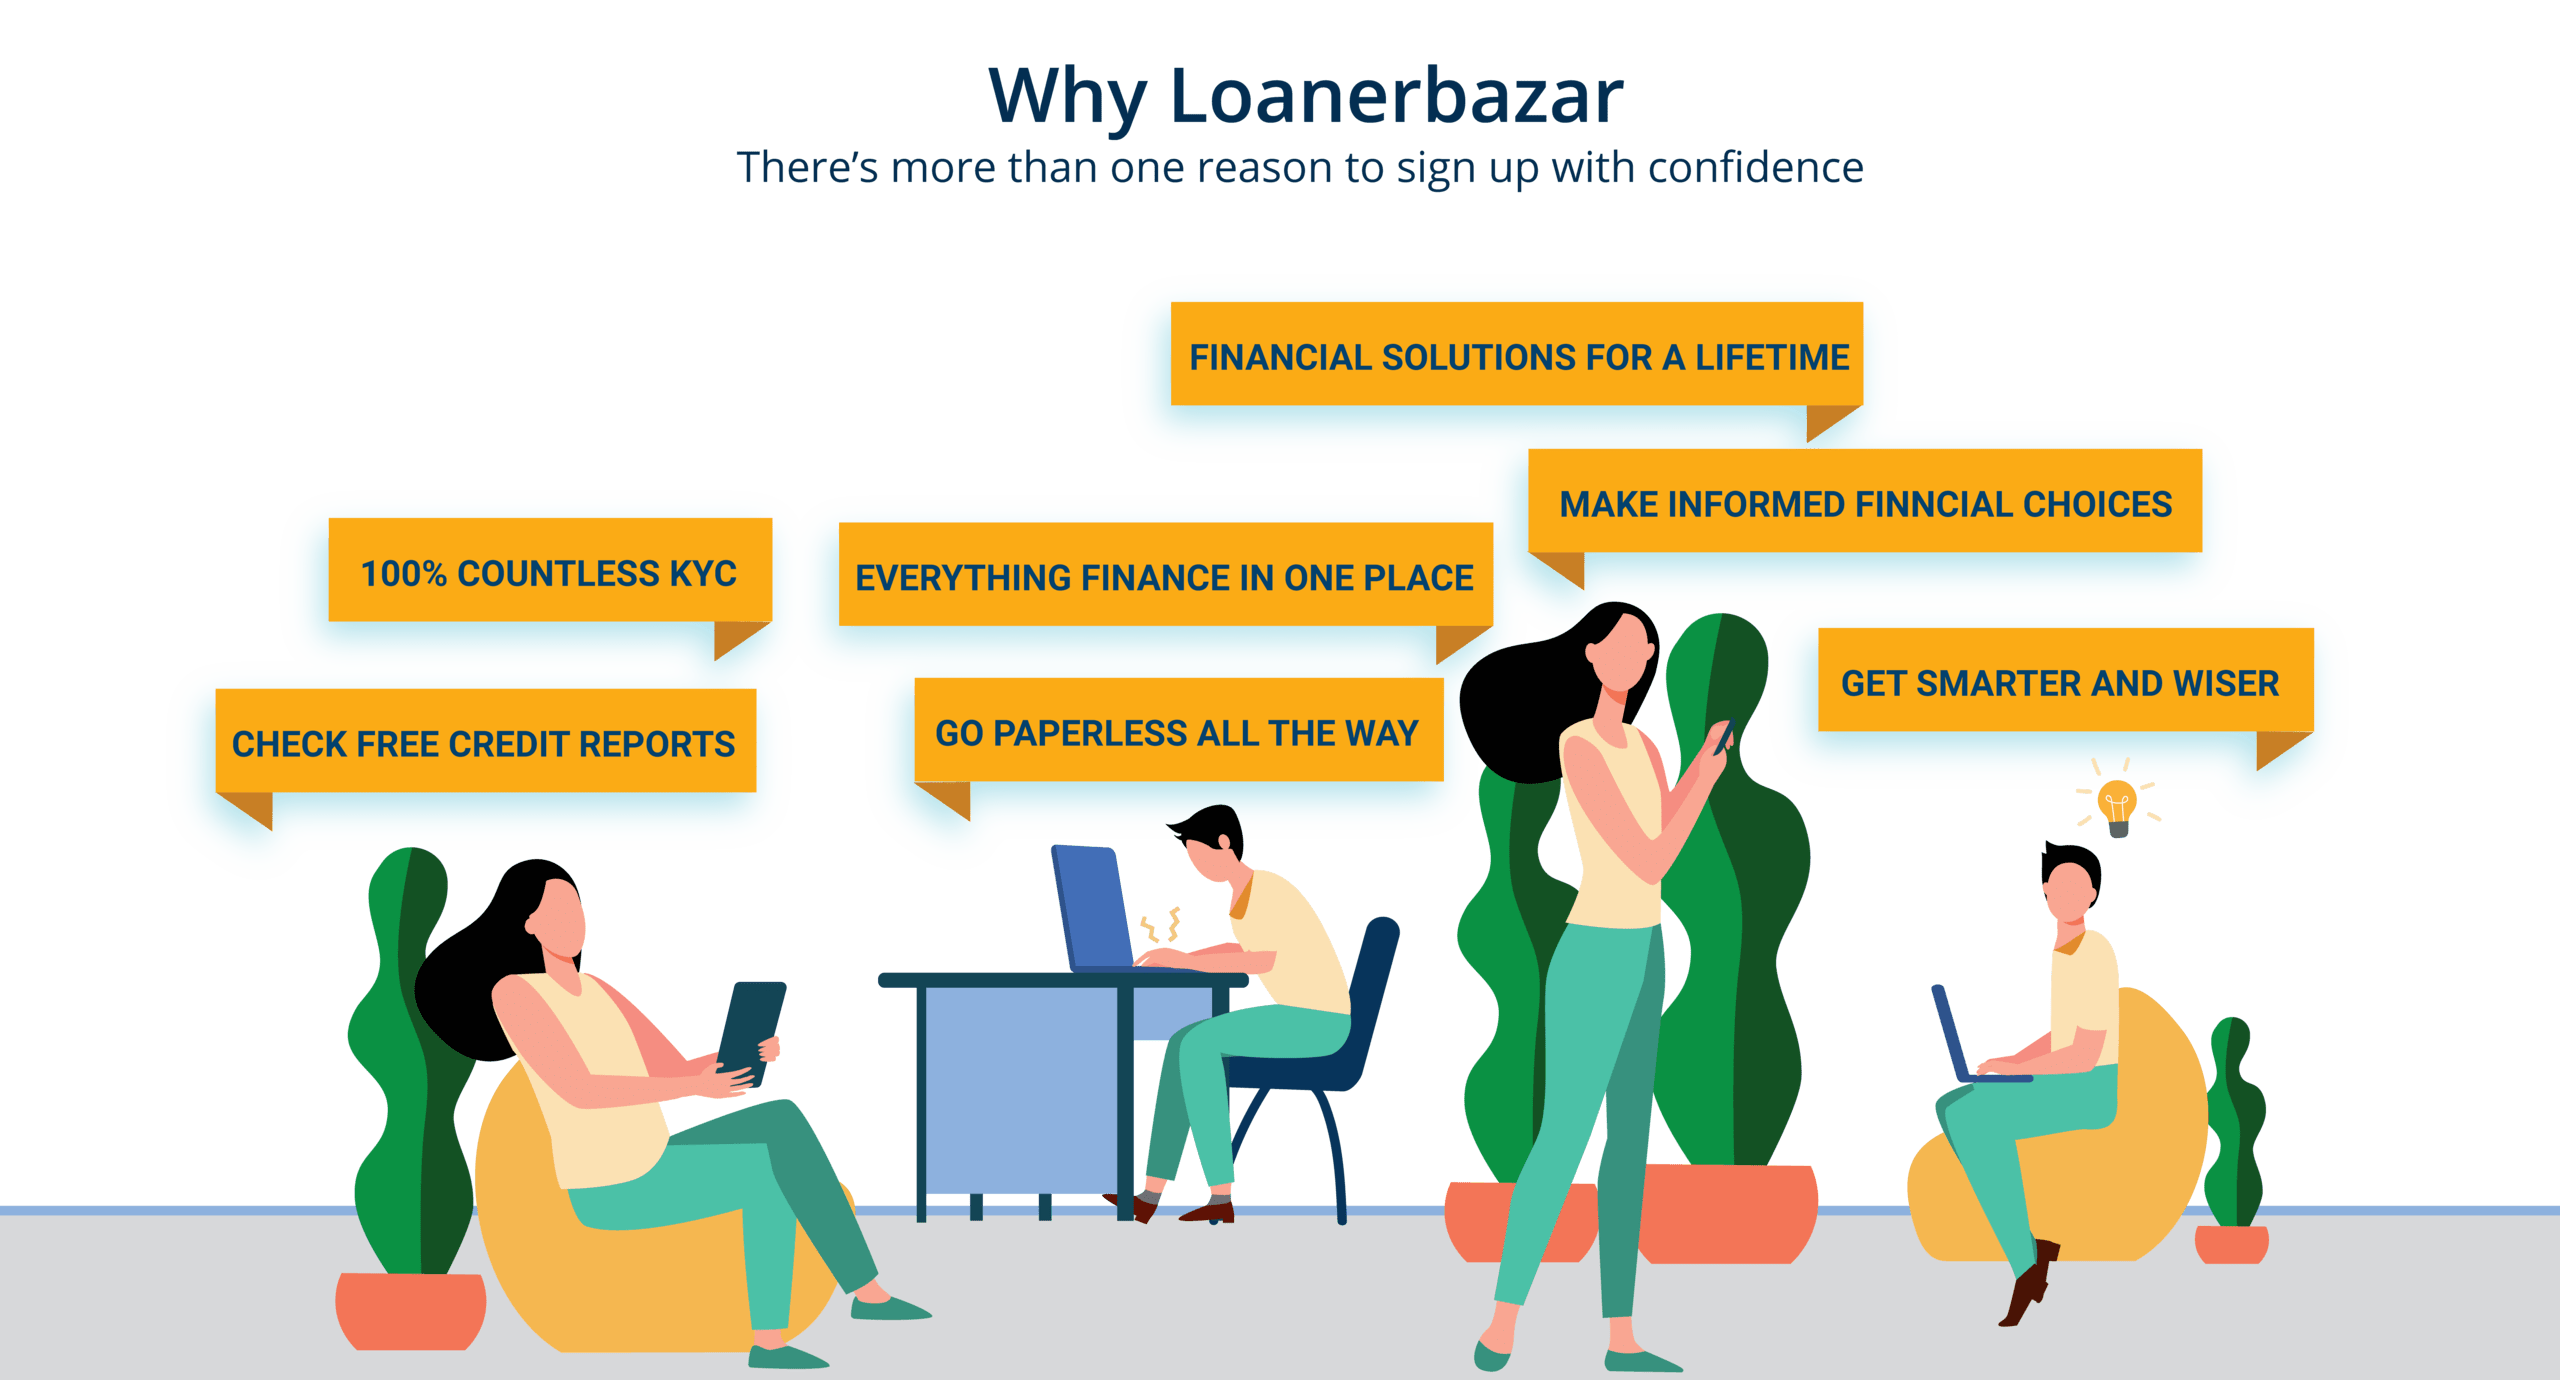 Why Loanerbazar
There’s more than one reason to sign up with confidence
FINANCIAL SOLUTIONS FOR A LIFETIME
MAKE INFORMED FINNCIAL CHOICES
100% COUNTLESS KYC
EVERYTHING FINANCE IN ONE PLACE
GET SMARTER AND WISER
CHECK FREE CREDIT REPORTS
GO PAPERLESS ALL THE WAY